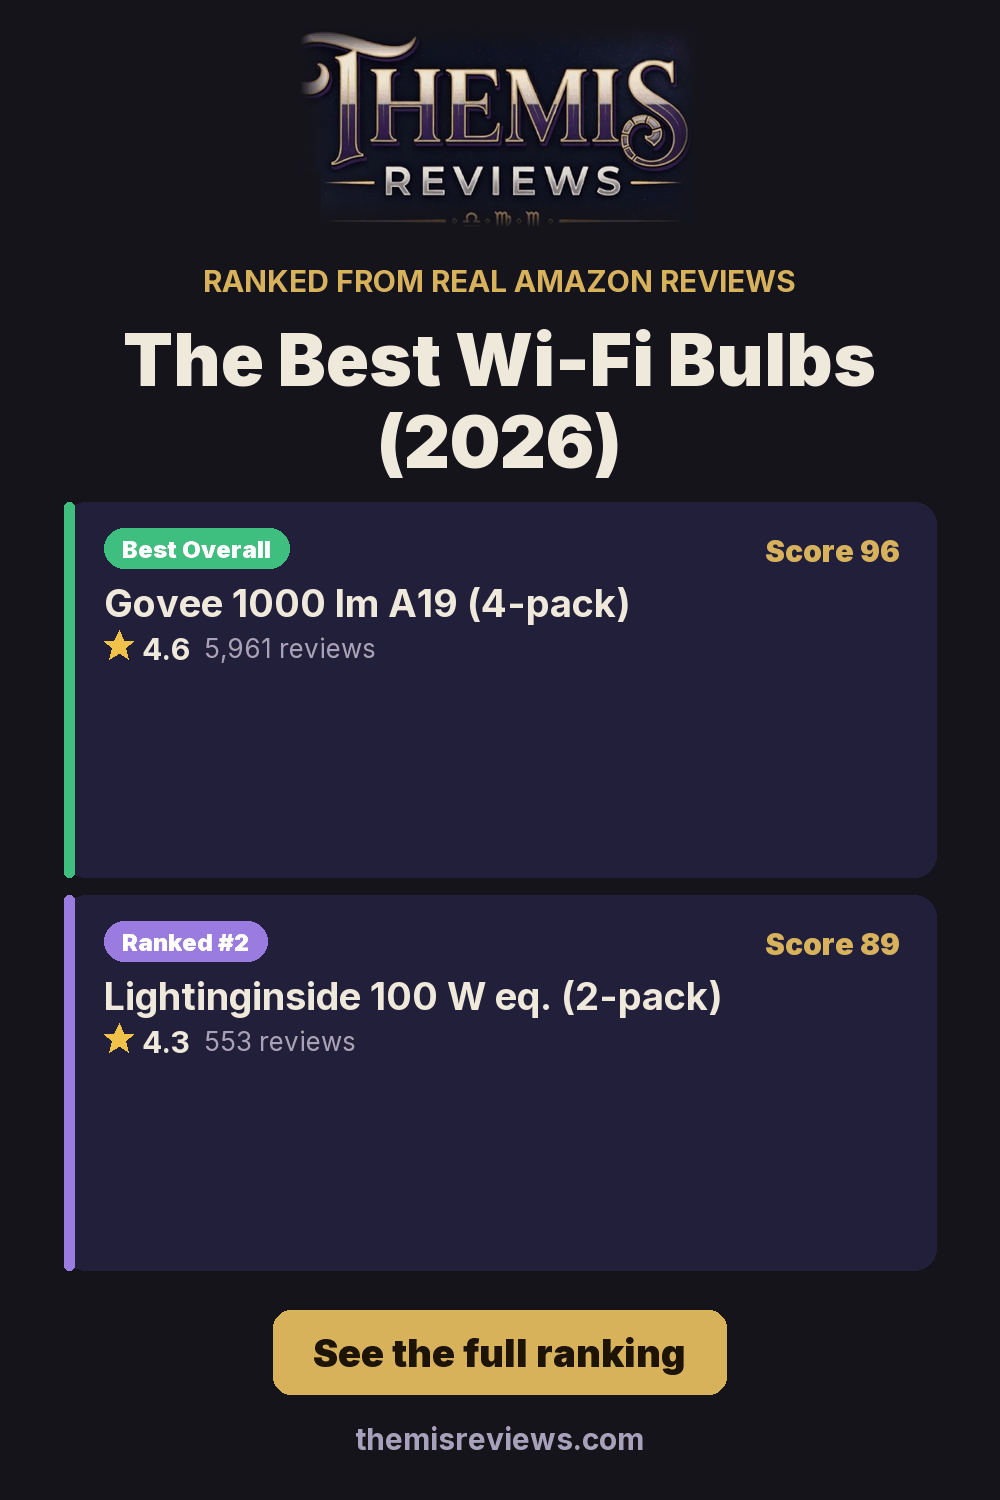 THEMIS
REVIEWS
♎ ♍ ♏
RANKED FROM REAL AMAZON REVIEWS
The Best Wi-Fi Bulbs
(2026)
Best Overall
Score 96
Govee 1000 lm A19 (4-pack)
4.6 5,961 reviews
Ranked #2
Score 89
Lightinginside 100 W eq. (2-pack)
4.3 553 reviews
See the full ranking
themisreviews.com